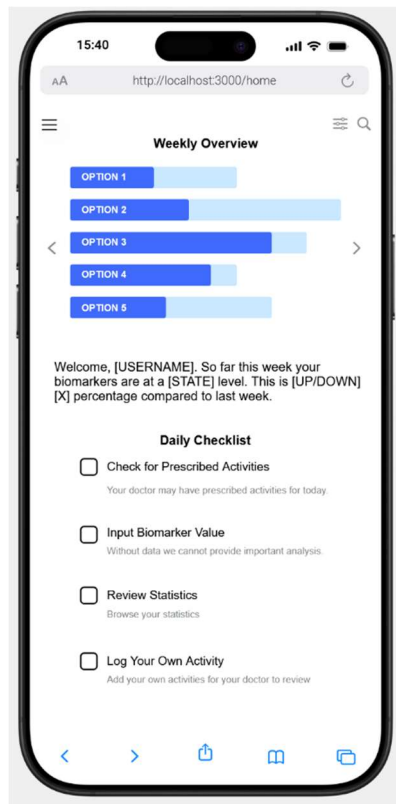 15:40
AA
http://localhost:3000/home
Weekly Overview
OPTION 1
OPTION 2
OPTION 3
OPTION 4
OPTION 5
Welcome, [USERNAME]. So far this week your
biomarkers are at a [STATE] level. This is [UP/DOWN]
[X] percentage compared to last week.
Daily Checklist
Check for Prescribed Activities
Your doctor may have prescribed activities for today
Input Biomarker Value
Without data we cannot provide important analysis
Review Statistics
Browse your statistics
Log Your Own Activity
Add your own activities for your doctor to review